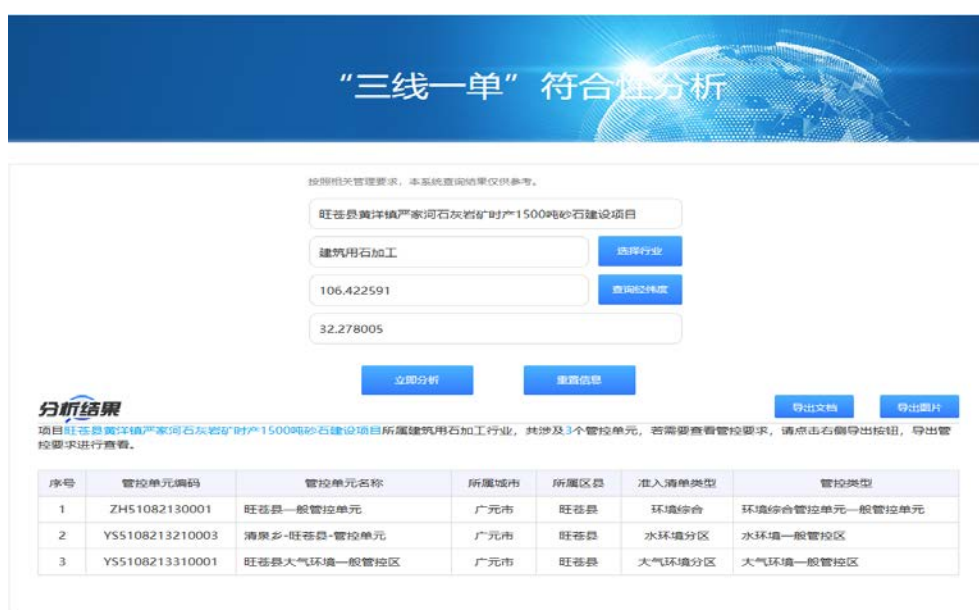 “三线一单”符合性分析
按照相关管理要求，本系统查询结果仅供参考。
旺苍县黄洋镇严家河石灰岩矿时产1500吨砂石建设项目
建筑用石加工 选择行业
106.422591 查询经纬度
32.278005
立即分析 重置信息
分析结果 导出文档 导出图片
项目旺苍县黄洋镇严家河石灰岩矿时产1500吨砂石建设项目所属建筑用石加工行业，共涉及3个管控单元，若需要查看管控要求，请点击右侧导出按钮，导出管
控要求进行查看。
序号 管控单元编码 管控单元名称 所属城市 所属区县 准入清单类型 管控类型
1 ZH51082130001 旺苍县一般管控单元 广元市 旺苍县 环境综合 环境综合管控单元一般管控单元
2 YS5108213210003 清泉乡-旺苍县-管控单元 广元市 旺苍县 水环境分区 水环境一般管控区
3 YS5108213310001 旺苍县大气环境一般管控区 广元市 旺苍县 大气环境分区 大气环境一般管控区